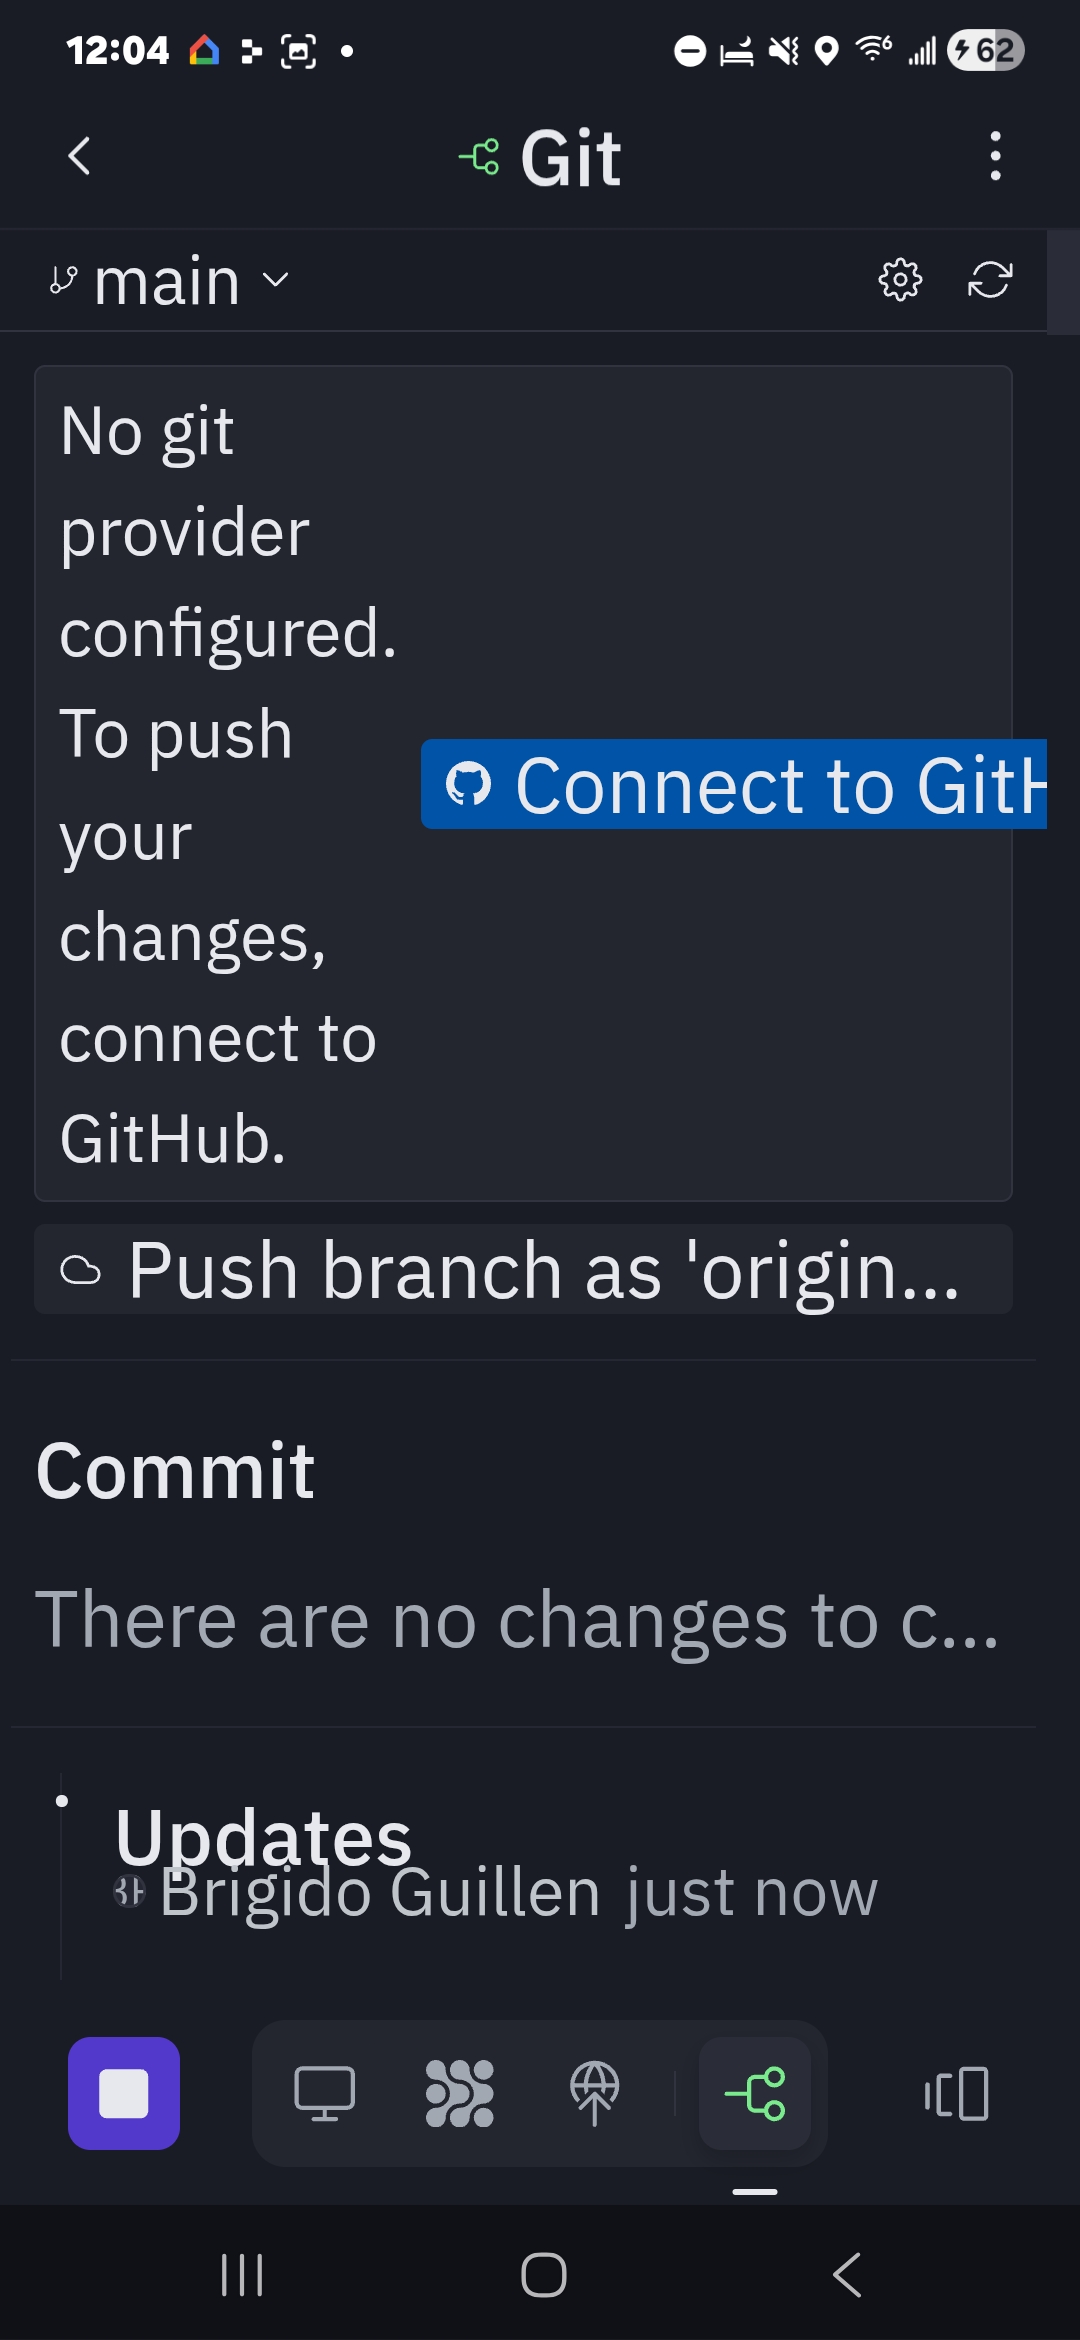 12:04
62
Git
main
No git
provider
configured.
To push
your
changes,
connect to
GitHub.
Connect to GitH
Push branch as 'origin...
Commit
There are no changes to c...
Updates
Brigido Guillen just now